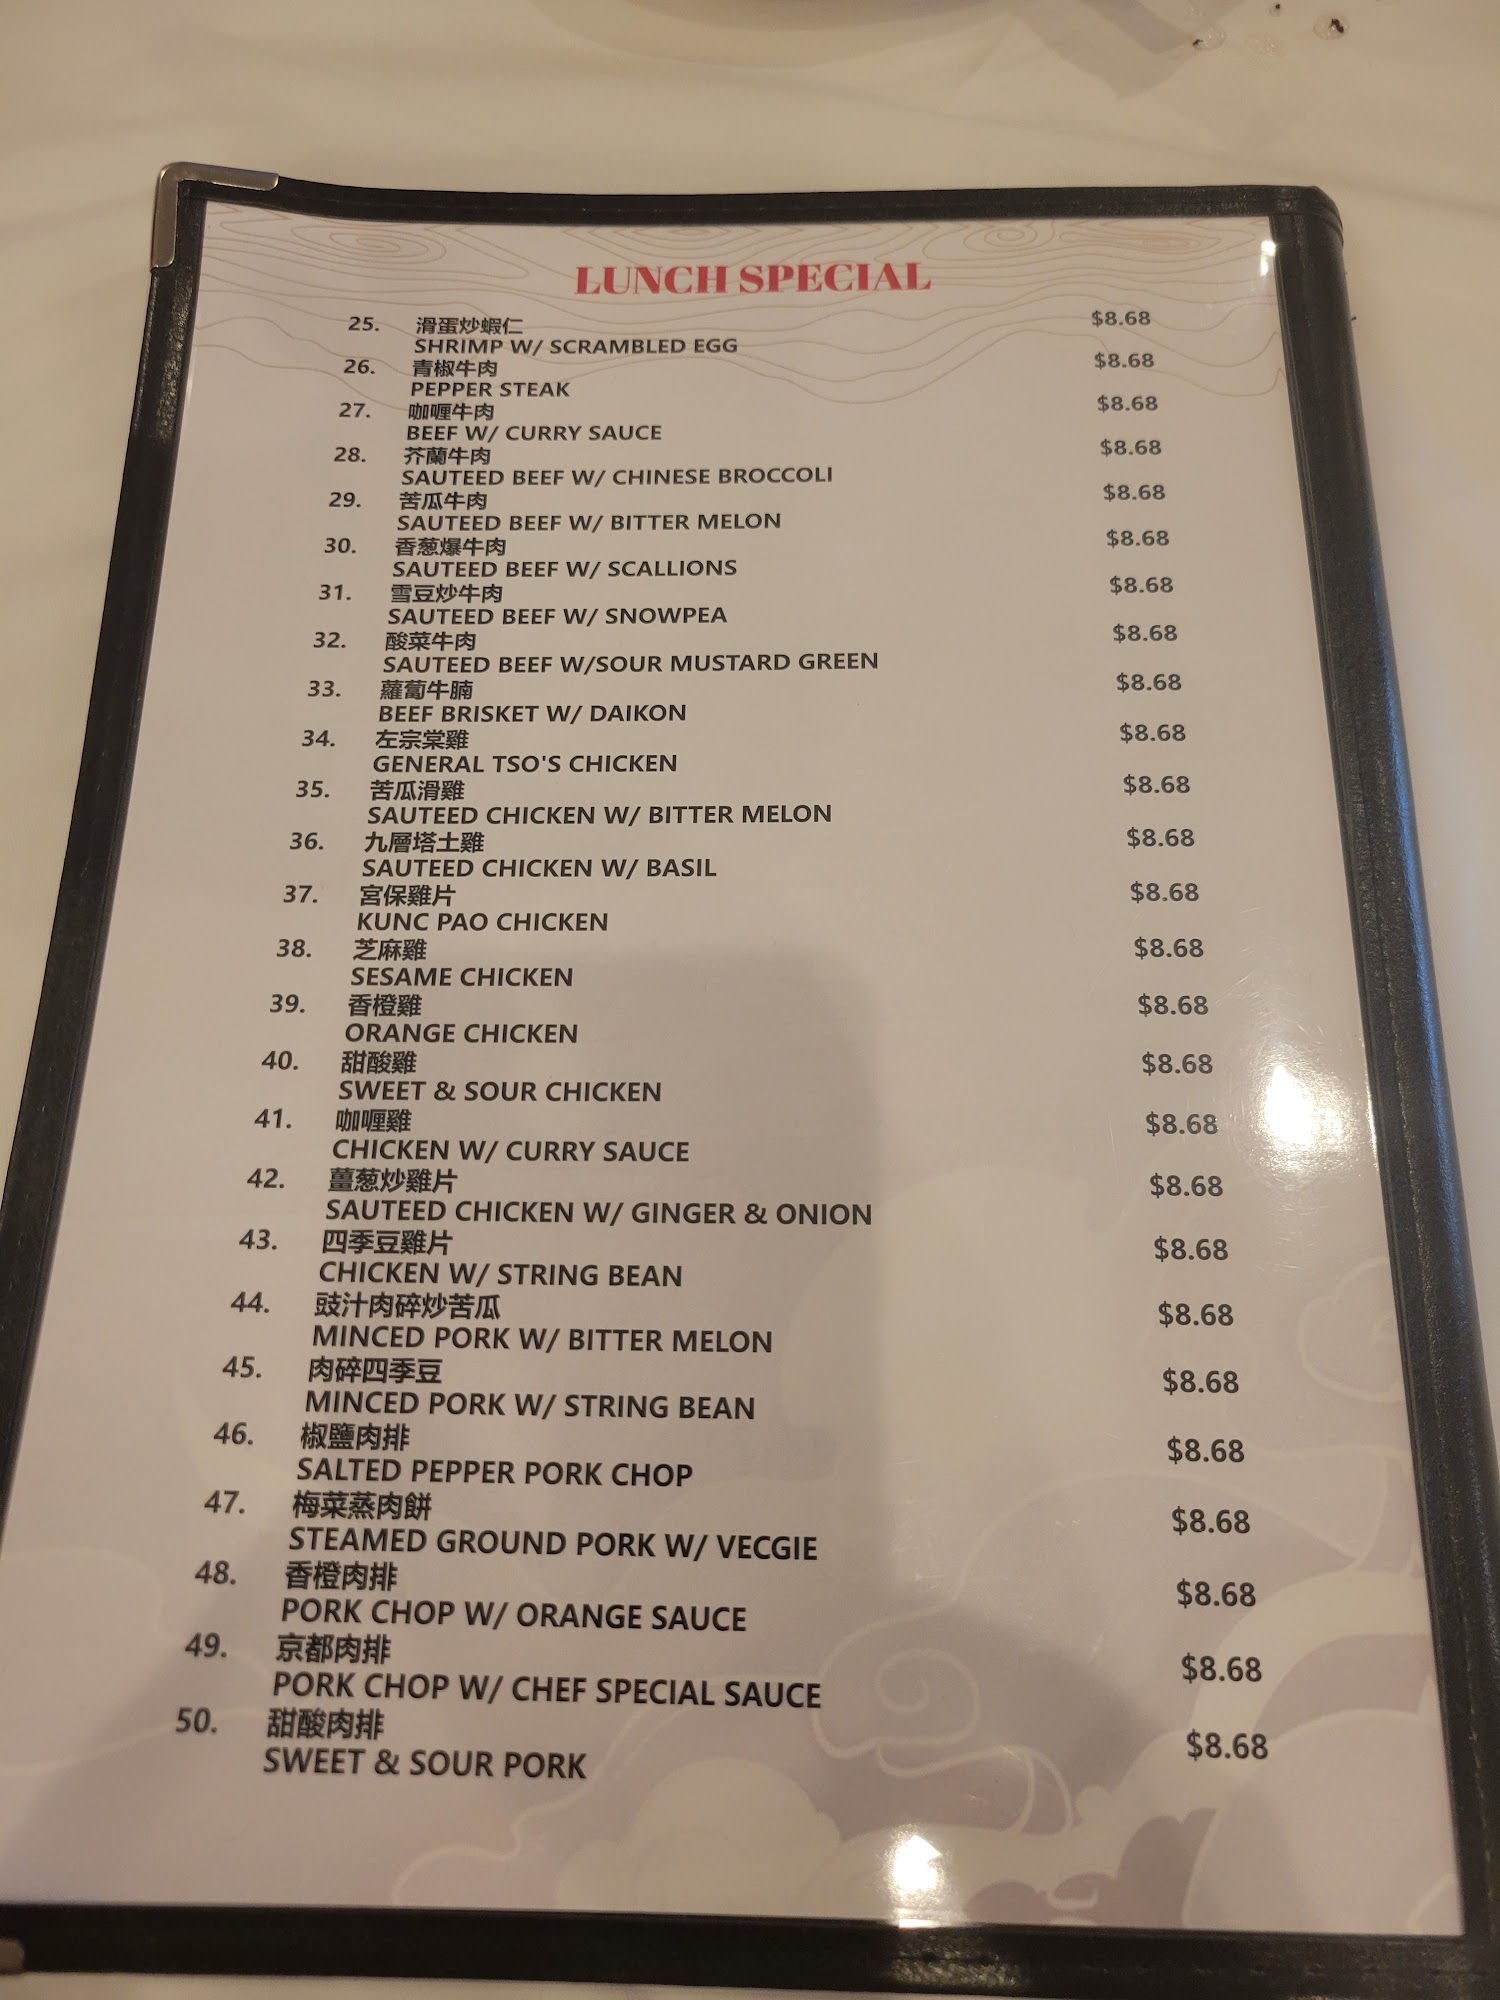 LUNCH SPECIAL
25. 滑蛋炒蝦仁 $8.68
SHRIMP W/ SCRAMBLED EGG
26. 青椒牛肉 $8.68
PEPPER STEAK
27. 咖喱牛肉 $8.68
BEEF W/ CURRY SAUCE
28. 芥蘭牛肉 $8.68
SAUTEED BEEF W/ CHINESE BROCCOLI
29. 苦瓜牛肉 $8.68
SAUTEED BEEF W/ BITTER MELON
30. 香葱爆牛肉 $8.68
SAUTEED BEEF W/ SCALLIONS
31. 雪豆炒牛肉 $8.68
SAUTEED BEEF W/ SNOWPEA
32. 酸菜牛肉 $8.68
SAUTEED BEEF W/SOUR MUSTARD GREEN
33. 蘿蔔牛腩 $8.68
BEEF BRISKET W/ DAIKON
34. 左宗棠雞 $8.68
GENERAL TSO'S CHICKEN
35. 苦瓜滑雞 $8.68
SAUTEED CHICKEN W/ BITTER MELON
36. 九層塔土雞 $8.68
SAUTEED CHICKEN W/ BASIL
37. 宮保雞片 $8.68
KUNC PAO CHICKEN
38. 芝麻雞 $8.68
SESAME CHICKEN
39. 香橙雞 $8.68
ORANGE CHICKEN
40. 甜酸雞 $8.68
SWEET & SOUR CHICKEN
41. 咖喱雞 $8.68
CHICKEN W/ CURRY SAUCE
42. 薑葱炒雞片 $8.68
SAUTEED CHICKEN W/ GINGER & ONION
43. 四季豆雞片 $8.68
CHICKEN W/ STRING BEAN
44. 豉汁肉碎炒苦瓜 $8.68
MINCED PORK W/ BITTER MELON
45. 肉碎四季豆 $8.68
MINCED PORK W/ STRING BEAN
46. 椒鹽肉排 $8.68
SALTED PEPPER PORK CHOP
47. 梅菜蒸肉餅 $8.68
STEAMED GROUND PORK W/ VECGIE
48. 香橙肉排 $8.68
PORK CHOP W/ ORANGE SAUCE
49. 京都肉排 $8.68
PORK CHOP W/ CHEF SPECIAL SAUCE
50. 甜酸肉排 $8.68
SWEET & SOUR PORK